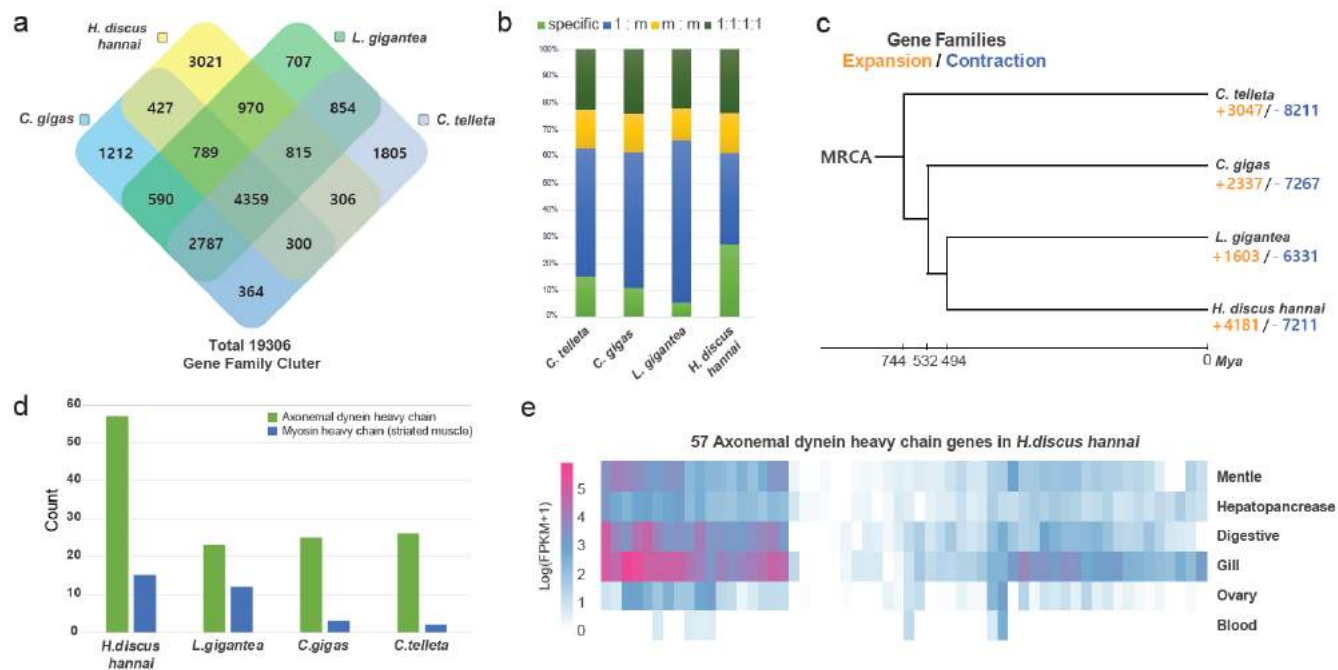 a
H. discus
hannai
L. gigantea
C. gigas
C. telleta
3021
707
427
970
854
1212
789
815
1805
590
4359
306
2787
300
364
Total 19306
Gene Family Cluter
b
specific 1 : m m : m 1:1:1:1
100%
90%
80%
70%
60%
50%
40%
30%
20%
10%
0%
C. telleta
C. gigas
L. gigantea
H. discus
hannai
c
Gene Families
Expansion / Contraction
MRCA
C. telleta
+3047/- 8211
C. gigas
+2337/- 7267
L. gigantea
+1603/- 6331
H. discus hannai
+4181/- 7211
744 532 494 0 Mya
d
Axonemal dynein heavy chain
Myosin heavy chain (striated muscle)
Count
60
50
40
30
20
10
0
H.discus
hannai
L.gigantea
C.gigas
C.telleta
e
57 Axonemal dynein heavy chain genes in H.discus hannai
Log(FPKM+1)
5
4
3
2
1
0
Mentle
Hepatopancrease
Digestive
Gill
Ovary
Blood